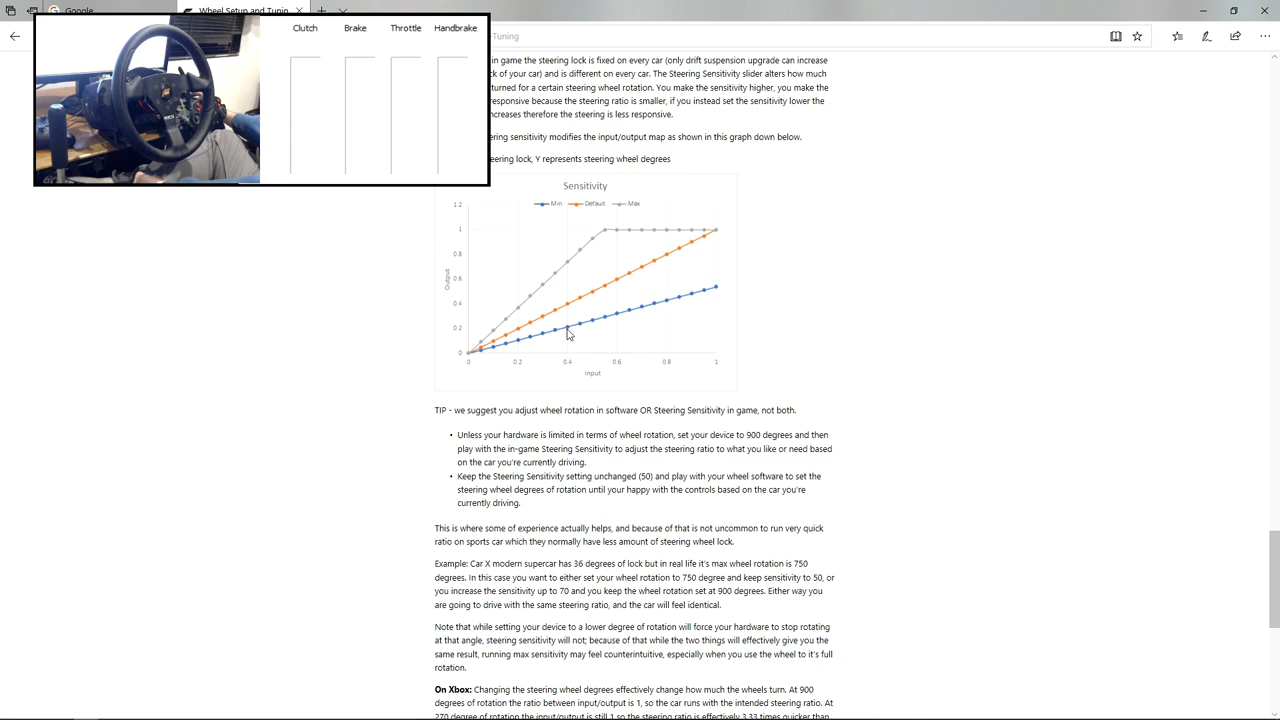 Google
Wheel Setup and Tunin
Clutch Brake Throttle Handbrake
Tuning
in game the steering lock is fixed on every car (only drift suspension upgrade can increase
ck of your car) and is different on every car. The Steering Sensitivity slider alters how much
turned for a certain steering wheel rotation. You make the sensitivity higher, you make the
responsive because the steering ratio is smaller, if you instead set the sensitivity lower the
ncreases therefore the steering is less responsive.
ering sensitivity modifies the input/output map as shown in this graph down below.
eering lock, Y represents steering wheel degrees
Sensitivity
Min Default Max
1.2
1
0.8
0.6
0.4
0.2
0
Output
0 0.2 0.4 0.6 0.8 1
Input
TIP - we suggest you adjust wheel rotation in software OR Steering Sensitivity in game, not both.
• Unless your hardware is limited in terms of wheel rotation, set your device to 900 degrees and then
play with the in-game Steering Sensitivity to adjust the steering ratio to what you like or need based
on the car you're currently driving.
• Keep the Steering Sensitivity setting unchanged (50) and play with your wheel software to set the
steering wheel degrees of rotation until your happy with the controls based on the car you're
currently driving.
This is where some of experience actually helps, and because of that is not uncommon to run very quick
ratio on sports car which they normally have less amount of steering wheel lock.
Example: Car X modern supercar has 36 degrees of lock but in real life it's max wheel rotation is 750
degrees. In this case you want to either set your wheel rotation to 750 degree and keep sensitivity to 50, or
you increase the sensitivity up to 70 and you keep the wheel rotation set at 900 degrees. Either way you
are going to drive with the same steering ratio, and the car will feel identical.
Note that while setting your device to a lower degree of rotation will force your hardware to stop rotating
at that angle, steering sensitivity will not; because of that while the two things will effectively give you the
same result, running max sensitivity may feel counterintuitive, especially when you use the wheel to it's full
rotation.
On Xbox: Changing the steering wheel degrees effectively change how much the wheels turn. At 900
degrees of rotation the ratio between input/output is 1, so the car runs with the intended steering ratio. At
270 degree of rotation the input/output is still 1 so the steering ratio is effectively 3.33 times quicker than